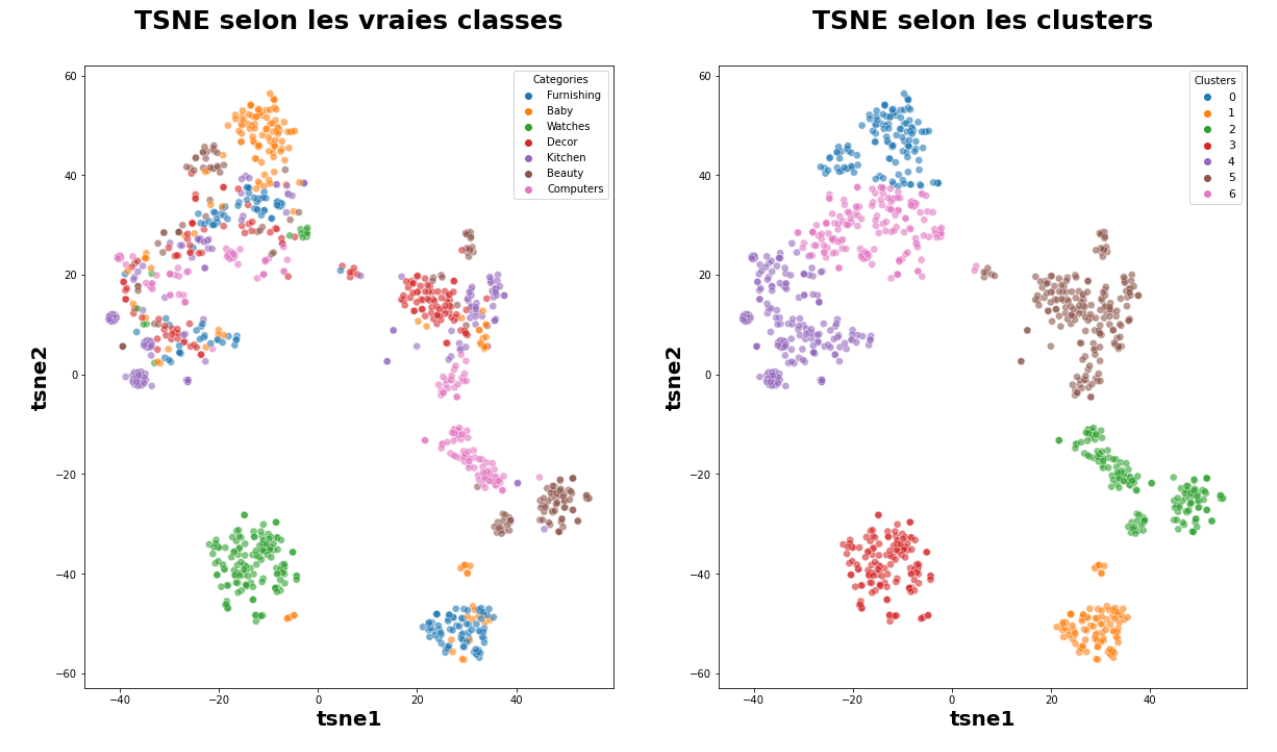 TSNE selon les vraies classes
Categories
Furnishing
Baby
Watches
Decor
Kitchen
Beauty
Computers
60
40
20
0
−20
−40
−60
tsne2
−40
−20
0
20
40
tsne1
TSNE selon les clusters
Clusters
0
1
2
3
4
5
6
60
40
20
0
−20
−40
−60
tsne2
−40
−20
0
20
40
tsne1